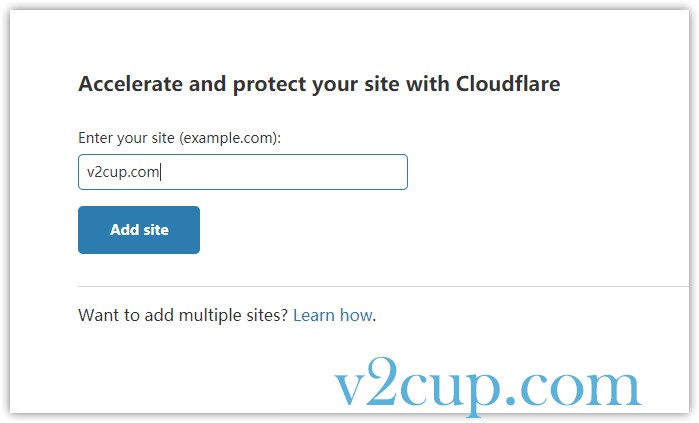 Accelerate and protect your site with Cloudflare
Enter your site (example.com):
v2cup.com
Add site
Want to add multiple sites? Learn how.
v2cup.com